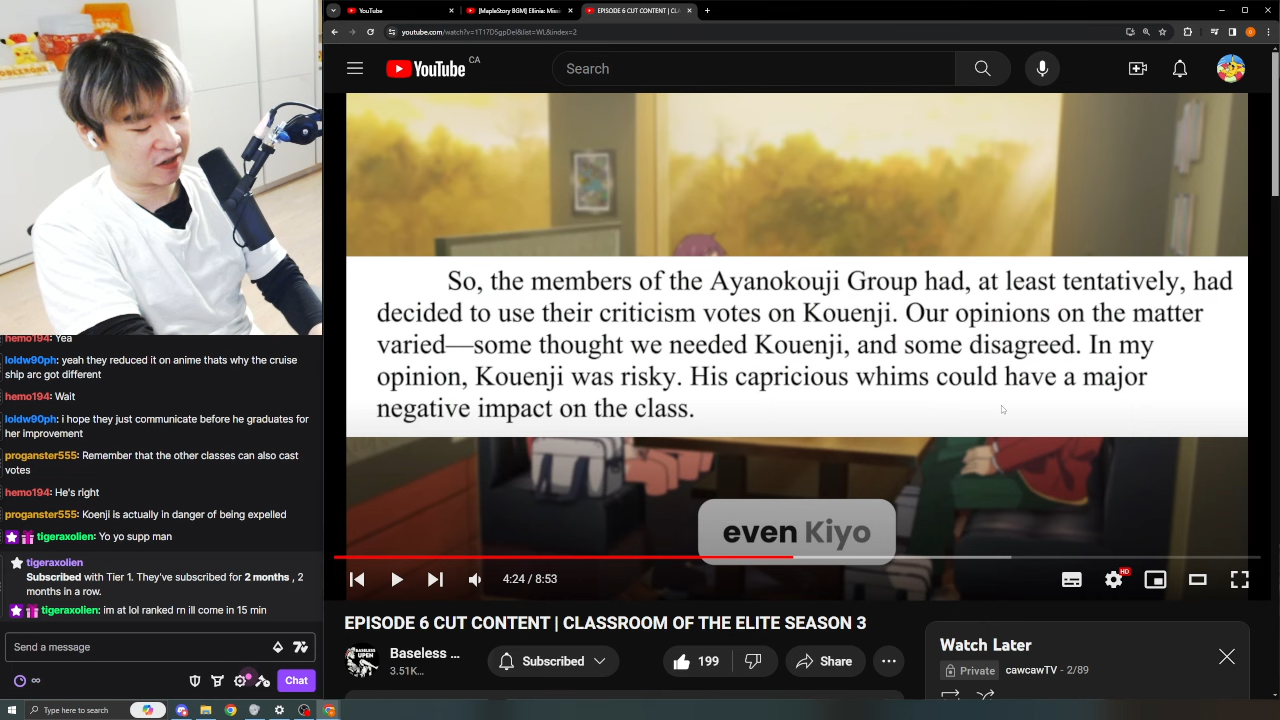 YouTube
[MapleStory BGM] Ellinia: Missi
EPISODE 6 CUT CONTENT | CLA
youtube.com/watch?v=1T17D5gpDeI&list=WL&index=2
YouTube CA
Search
So, the members of the Ayanokouji Group had, at least tentatively, had
decided to use their criticism votes on Kouenji. Our opinions on the matter
varied—some thought we needed Kouenji, and some disagreed. In my
opinion, Kouenji was risky. His capricious whims could have a major
negative impact on the class.
even Kiyo
4:24 / 8:53
HD
EPISODE 6 CUT CONTENT | CLASSROOM OF THE ELITE SEASON 3
Baseless ...
3.51K...
Subscribed
199
Share
Watch Later
Private
cawcawTV - 2/89
hemo194: Yea
loldw90ph: yeah they reduced it on anime thats why the cruise
ship arc got different
hemo194: Wait
loldw90ph: i hope they just communicate before he graduates for
her improvement
proganster555: Remember that the other classes can also cast
votes
hemo194: He's right
proganster555: Koenji is actually in danger of being expelled
tigeraxolien: Yo yo supp man
tigeraxolien
Subscribed with Tier 1. They've subscribed for 2 months , 2
months in a row.
tigeraxolien: im at lol ranked rn ill come in 15 min
Send a message
Chat
Type here to search